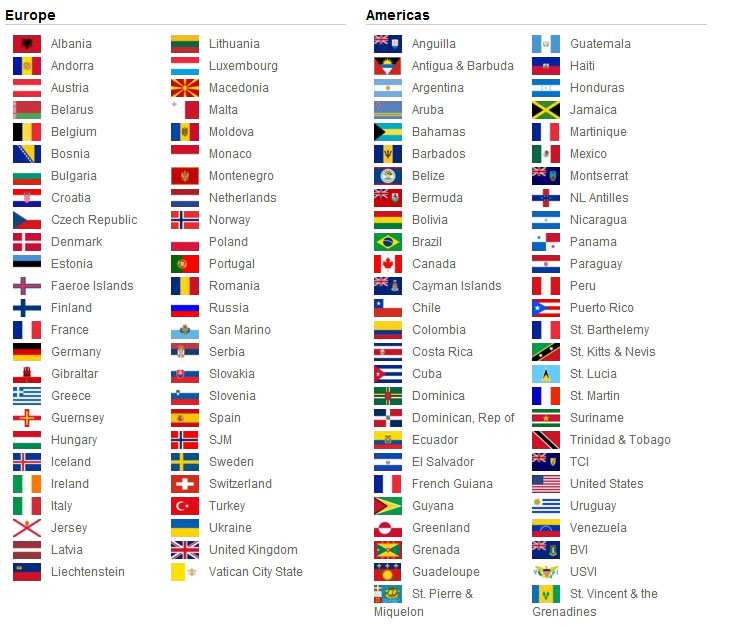 Europe
Albania
Andorra
Austria
Belarus
Belgium
Bosnia
Bulgaria
Croatia
Czech Republic
Denmark
Estonia
Faeroe Islands
Finland
France
Germany
Gibraltar
Greece
Guernsey
Hungary
Iceland
Ireland
Italy
Jersey
Latvia
Liechtenstein
Lithuania
Luxembourg
Macedonia
Malta
Moldova
Monaco
Montenegro
Netherlands
Norway
Poland
Portugal
Romania
Russia
San Marino
Serbia
Slovakia
Slovenia
Spain
SJM
Sweden
Switzerland
Turkey
Ukraine
United Kingdom
Vatican City State
Americas
Anguilla
Antigua & Barbuda
Argentina
Aruba
Bahamas
Barbados
Belize
Bermuda
Bolivia
Brazil
Canada
Cayman Islands
Chile
Colombia
Costa Rica
Cuba
Dominica
Dominican, Rep of
Ecuador
El Salvador
French Guiana
Guyana
Greenland
Grenada
Guadeloupe
St. Pierre &
Miquelon
Guatemala
Haiti
Honduras
Jamaica
Martinique
Mexico
Montserrat
NL Antilles
Nicaragua
Panama
Paraguay
Peru
Puerto Rico
St. Barthelemy
St. Kitts & Nevis
St. Lucia
St. Martin
Suriname
Trinidad & Tobago
TCI
United States
Uruguay
Venezuela
BVI
USVI
St. Vincent & the
Grenadines